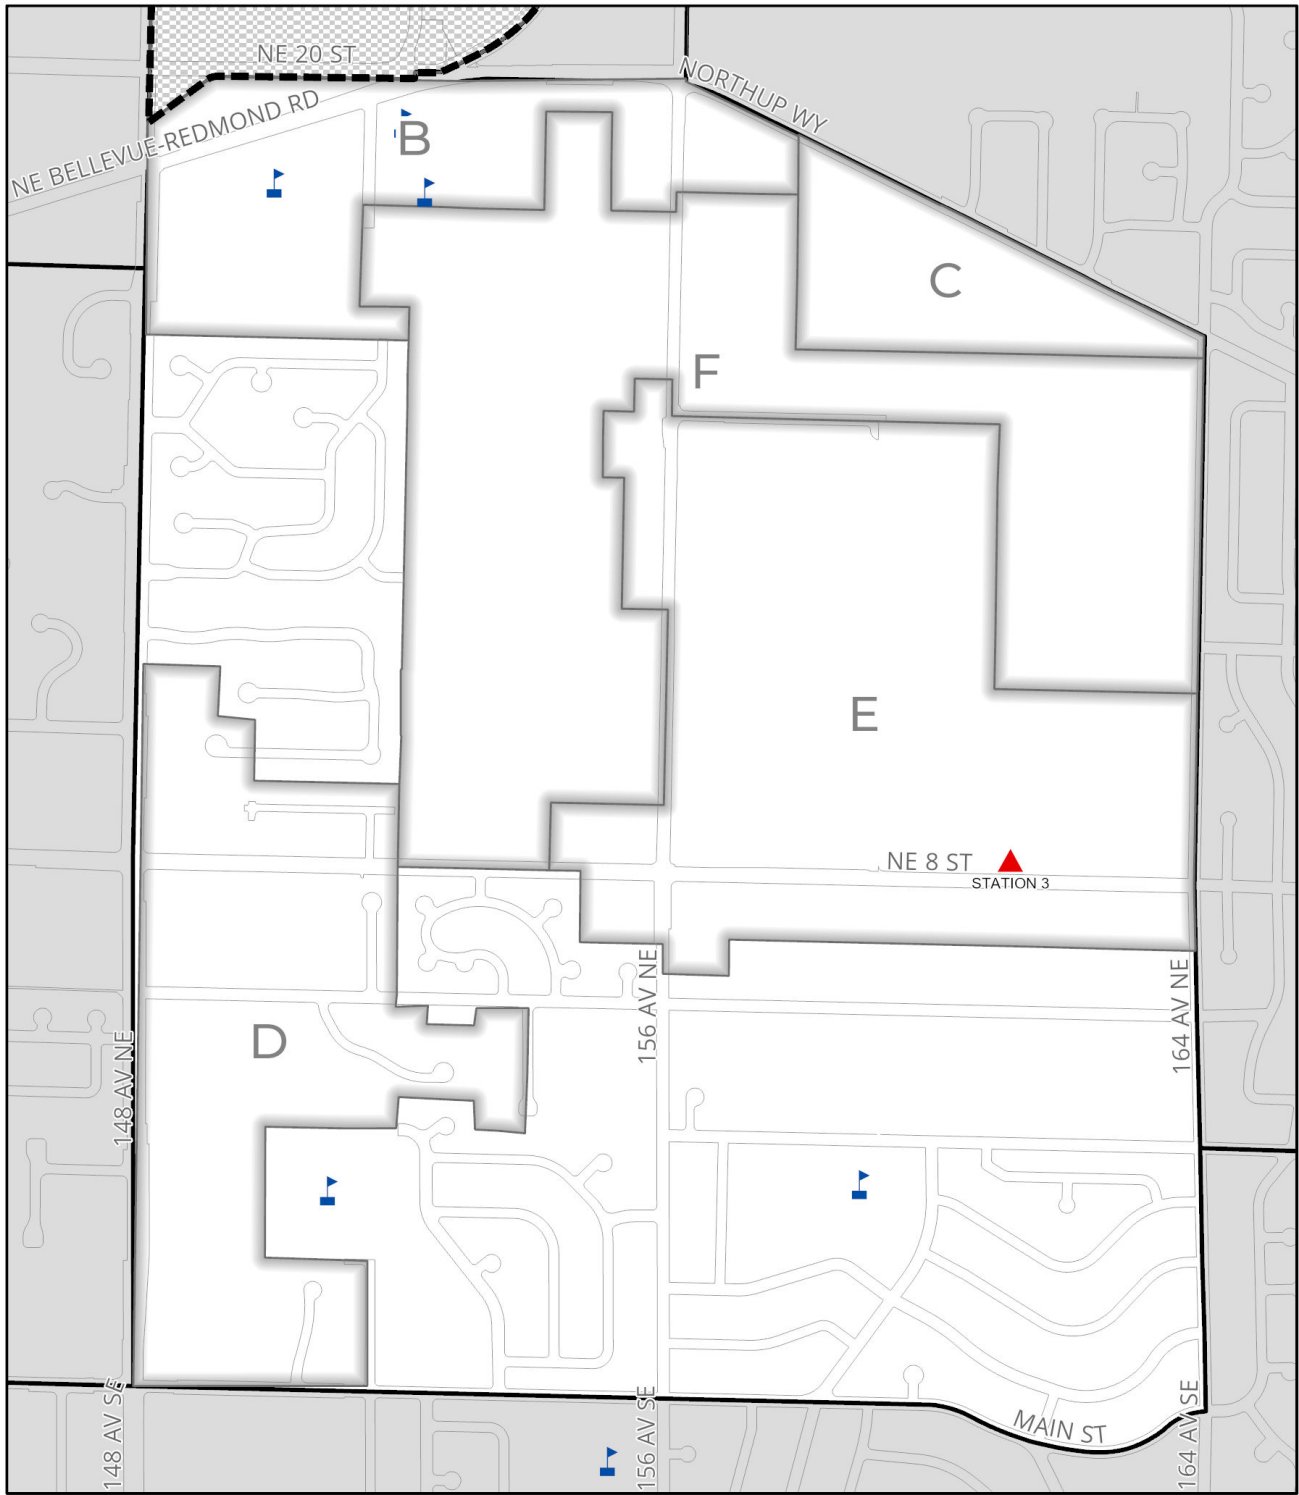 NE 20 ST
NORTHUP WY
NE BELLEVUE-REDMOND RD
B
C
F
E
NE 8 ST
STATION 3
D
148 AV NE
156 AV NE
164 AV NE
148 AV SE
156 AV SE
MAIN ST
164 AV SE